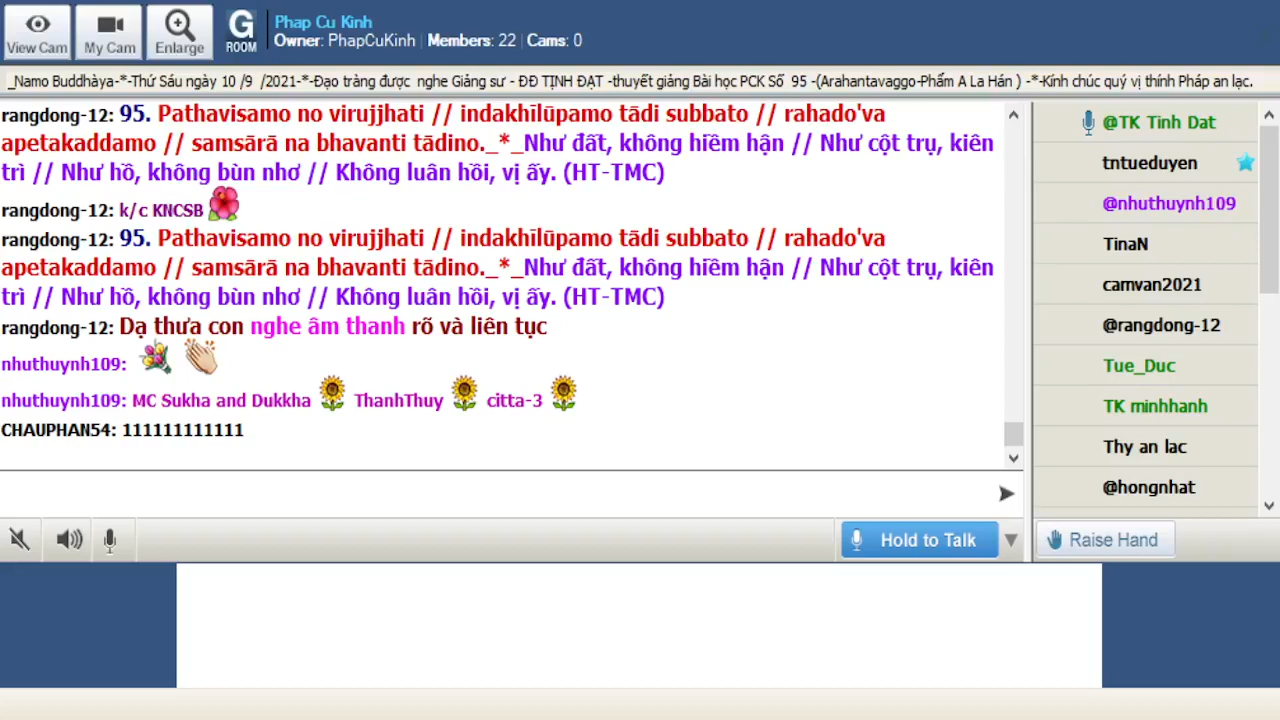 View Cam
My Cam
Enlarge
G
ROOM
Phap Cu Kinh
Owner: PhapCuKinh | Members: 22 | Cams: 0
_Namo Buddhàya-*-Thứ Sáu ngày 10 /9 /2021-*-Đạo tràng được nghe Giảng sư - ĐĐ TỊNH ĐẠT -thuyết giảng Bài học PCK Số 95 -(Arahantavaggo-Phẩm A La Hán ) -*-Kính chúc quý vị thính Pháp an lạc.
rangdong-12: 95. Pathavisamo no virujjhati // indakhīlūpamo tādi subbato // rahado'va
apetakaddamo // samsārā na bhavanti tādino._*_Như đất, không hiềm hận // Như cột trụ, kiên
trì // Như hồ, không bùn nhơ // Không luân hồi, vị ấy. (HT-TMC)
rangdong-12: k/c KNCSB
rangdong-12: 95. Pathavisamo no virujjhati // indakhīlūpamo tādi subbato // rahado'va
apetakaddamo // samsārā na bhavanti tādino._*_Như đất, không hiềm hận // Như cột trụ, kiên
trì // Như hồ, không bùn nhơ // Không luân hồi, vị ấy. (HT-TMC)
rangdong-12: Dạ thưa con nghe âm thanh rõ và liên tục
nhuthuynh109:
nhuthuynh109: MC Sukha and Dukkha ThanhThuy citta-3
CHAUPHAN54: 111111111111
@TK Tinh Dat
tntueduyen
@nhuthuynh109
TinaN
camvan2021
@rangdong-12
Tue_Duc
TK minhhanh
Thy an lac
@hongnhat
Hold to Talk
Raise Hand